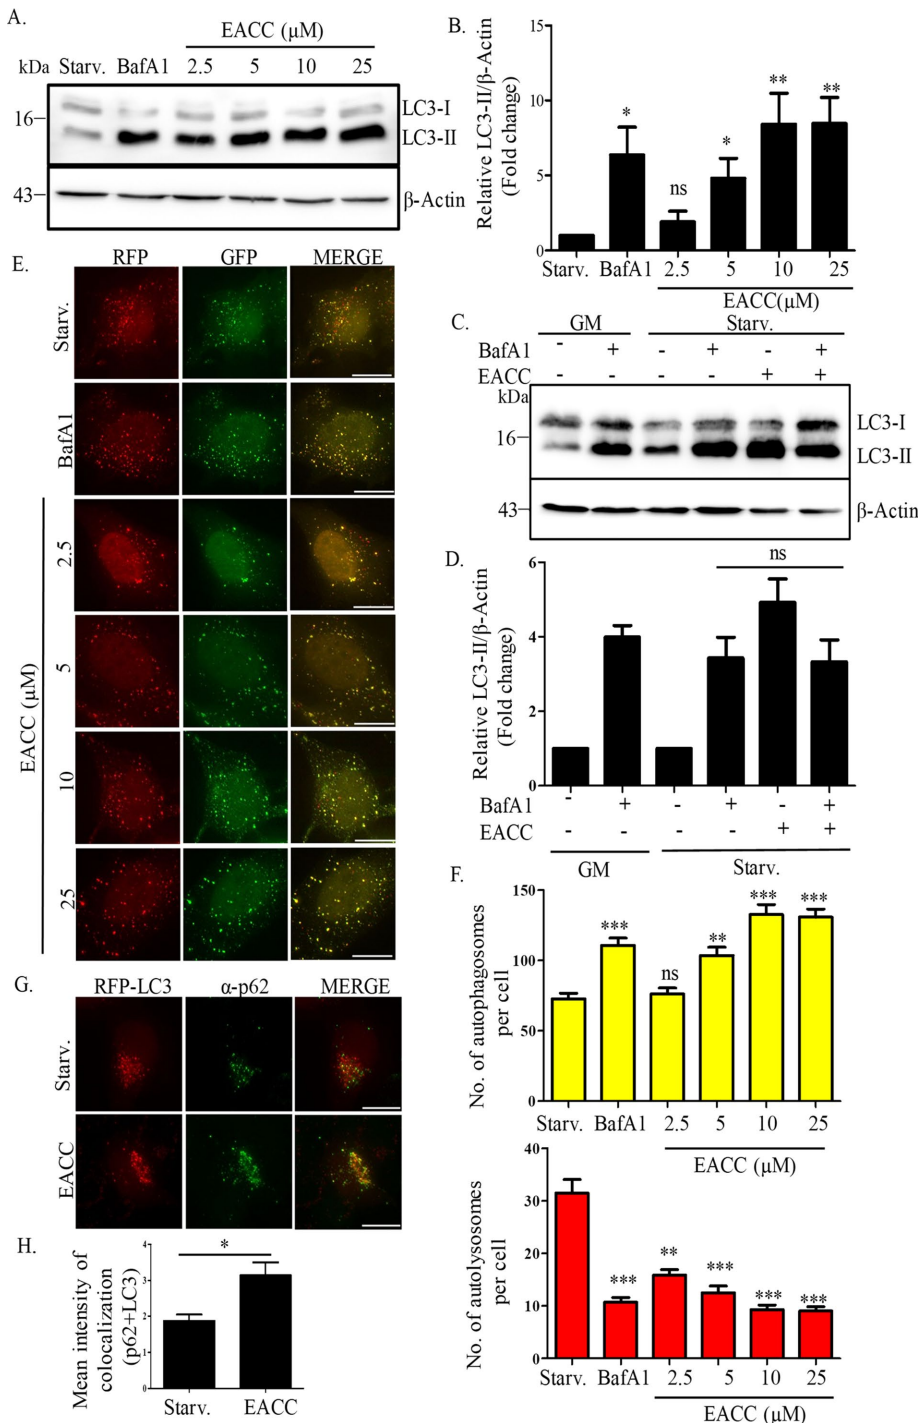 A.
EACC (μM)
kDa Starv. BafA1 2.5 5 10 25
16
LC3-I
LC3-II
43
β-Actin
B.
Relative LC3-II/β-Actin
(Fold change)
15
10
5
0
*
ns
*
**
**
Starv. BafA1 2.5 5 10 25
EACC(μM)
E.
RFP GFP MERGE
Starv.
BafA1
EACC (μM)
2.5
5
10
25
C.
GM Starv.
BafA1 - + - + - +
EACC - - - - + +
kDa
16
LC3-I
LC3-II
43
β-Actin
D.
Relative LC3-II/β-Actin
(Fold change)
6
4
2
0
ns
BafA1 - + - + - +
EACC - - - - + +
GM Starv.
F.
No. of autophagosomes
per cell
150
100
50
0
***
ns
**
***
***
Starv. BafA1 2.5 5 10 25
EACC (μM)
No. of autolysosomes
per cell
40
30
20
10
0
***
**
***
***
***
Starv. BafA1 2.5 5 10 25
EACC (μM)
G.
RFP-LC3 α-p62 MERGE
Starv.
EACC
H.
Mean intensity of
colocalization
(p62+LC3)
4
3
2
1
0
*
Starv. EACC